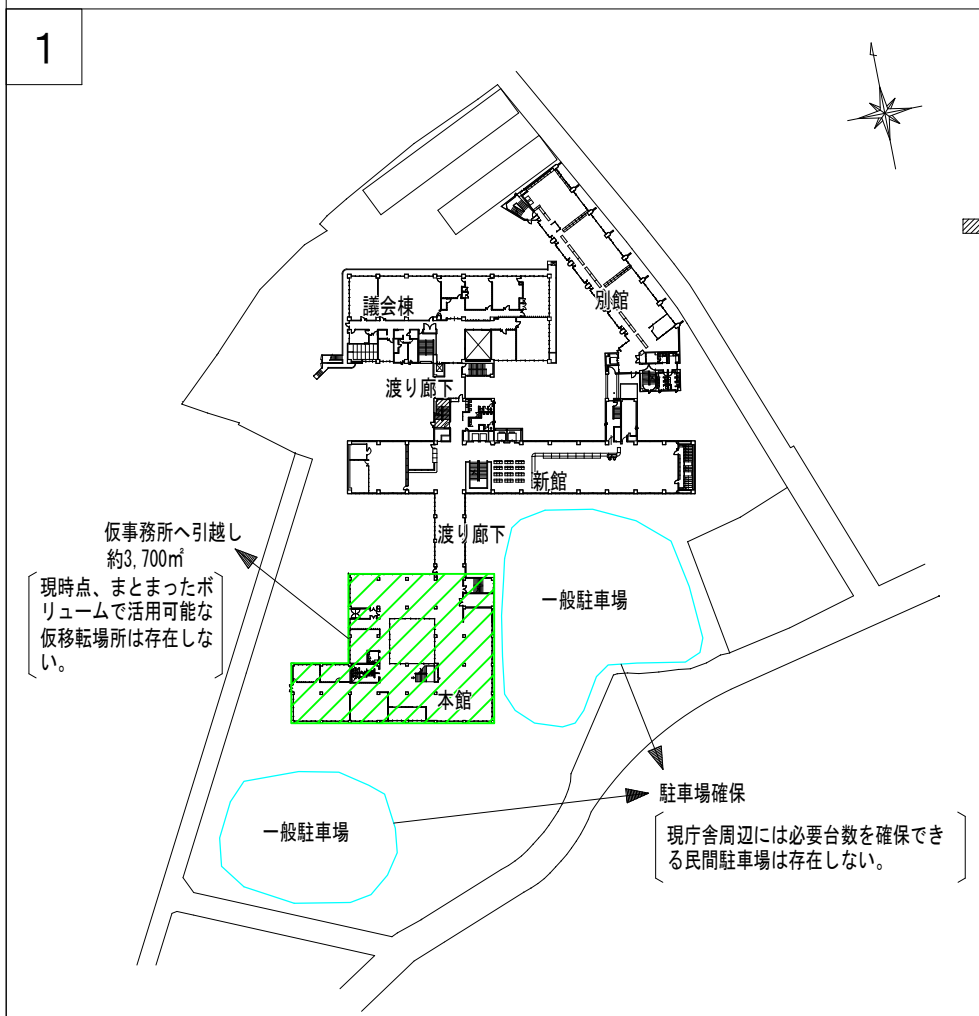 1
議会棟
別館
渡り廊下
新館
渡り廊下
仮事務所へ引越し
約3,700㎡
現時点、まとまったボ
リュームで活用可能な
仮移転場所は存在しな
い。
一般駐車場
本館
駐車場確保
一般駐車場
現庁舎周辺には必要台数を確保でき
る民間駐車場は存在しない。